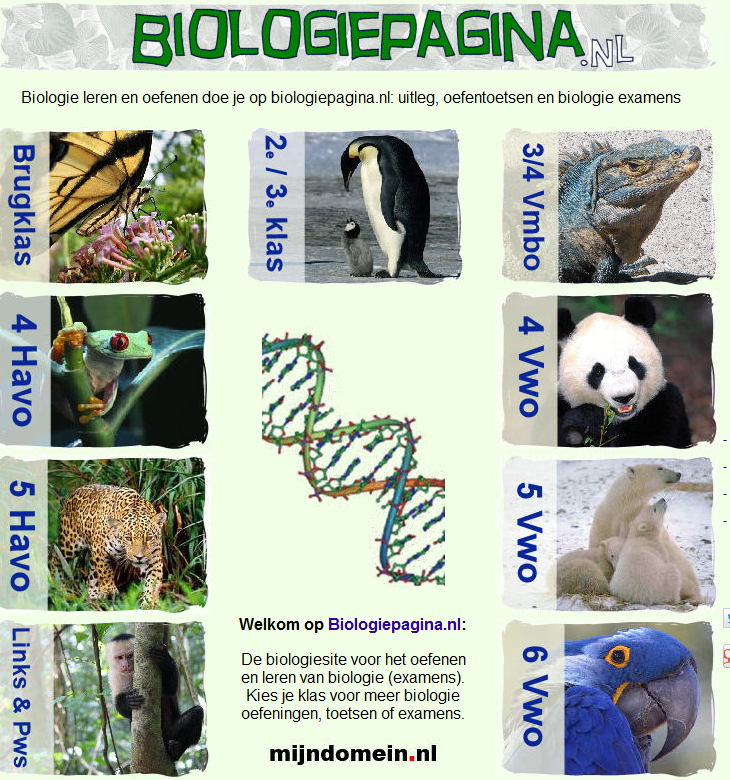 BIOLOGIEPAGINA.NL
Biologie leren en oefenen doe je op biologiepagina.nl: uitleg, oefentoetsen en biologie examens
Brugklas
2e / 3e klas
3/4 Vmbo
4 Havo
4 Vwo
5 Havo
5 Vwo
Links & Pws
6 Vwo
Welkom op Biologiepagina.nl:
De biologiesite voor het oefenen
en leren van biologie (examens).
Kies je klas voor meer biologie
oefeningen, toetsen of examens.
mijndomein.nl